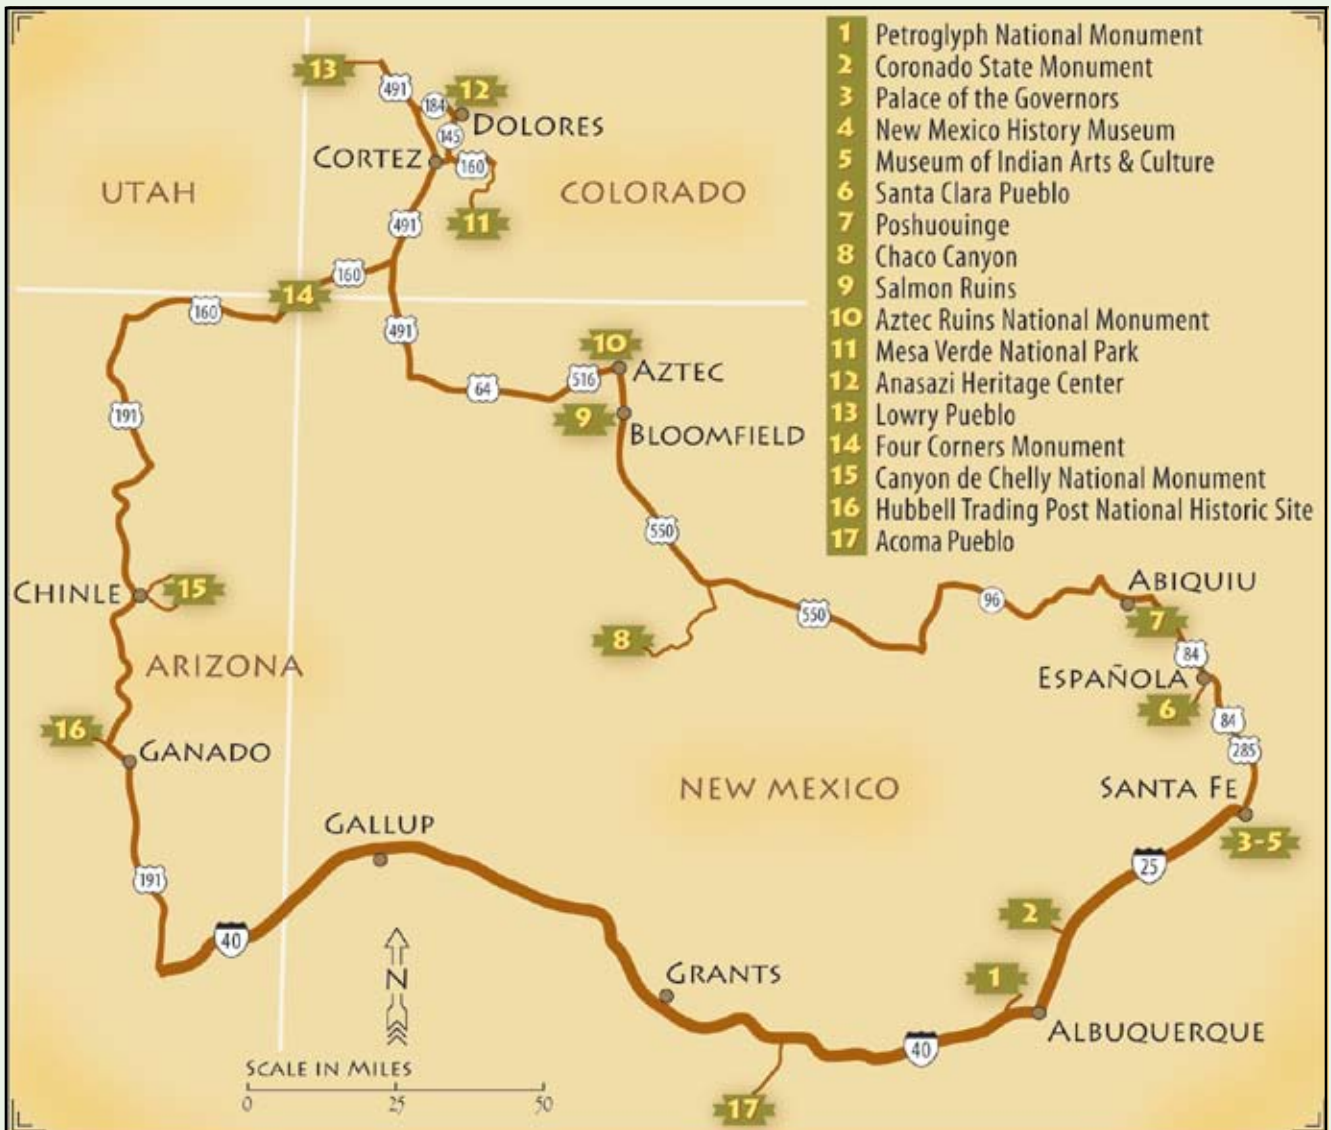 1 Petroglyph National Monument
2 Coronado State Monument
3 Palace of the Governors
4 New Mexico History Museum
5 Museum of Indian Arts & Culture
6 Santa Clara Pueblo
7 Poshuouinge
8 Chaco Canyon
9 Salmon Ruins
10 Aztec Ruins National Monument
11 Mesa Verde National Park
12 Anasazi Heritage Center
13 Lowry Pueblo
14 Four Corners Monument
15 Canyon de Chelly National Monument
16 Hubbell Trading Post National Historic Site
17 Acoma Pueblo
13
491
184
12
DOLORES
145
CORTEZ
160
UTAH
COLORADO
11
491
160
14
160
491
10
AZTEC
516
64
191
9
BLOOMFIELD
550
CHINLE
15
ABIQUIU
96
550
7
8
84
ARIZONA
ESPAÑOLA
6
84
16
285
GANADO
NEW MEXICO
SANTA FE
GALLUP
3-5
25
191
2
40
N
GRANTS
1
ALBUQUERQUE
40
SCALE IN MILES
0 25 50
17